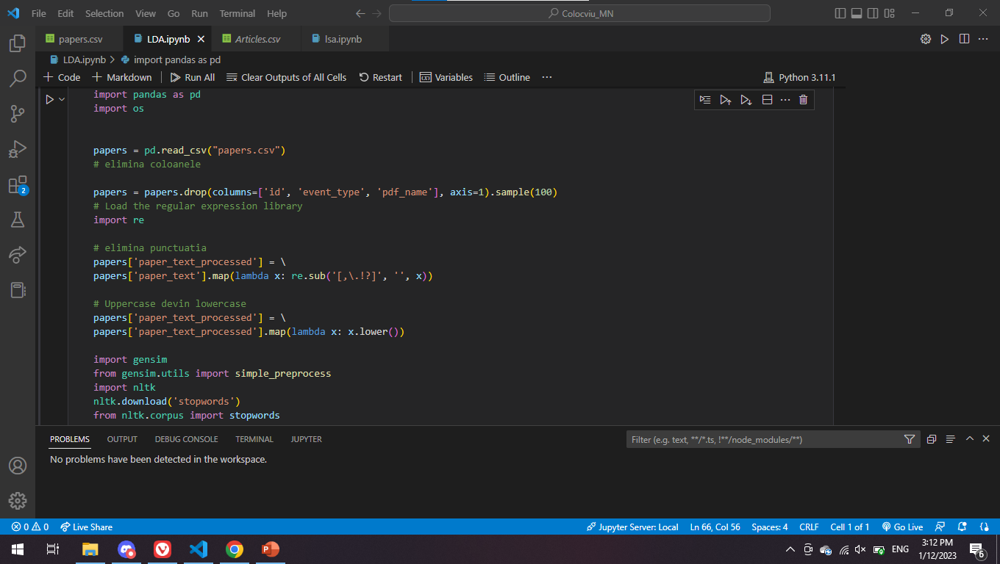 File Edit Selection View Go Run Terminal Help
Colocviu_MN
papers.csv LDA.ipynb Articles.csv lsa.ipynb
LDA.ipynb > import pandas as pd
Code Markdown Run All Clear Outputs of All Cells Restart Variables Outline Python 3.11.1
import pandas as pd
import os
papers = pd.read_csv("papers.csv")
# elimina coloanele
papers = papers.drop(columns=['id', 'event_type', 'pdf_name'], axis=1).sample(100)
# Load the regular expression library
import re
# elimina punctuatia
papers['paper_text_processed'] = \
papers['paper_text'].map(lambda x: re.sub('[,\.!?]', '', x))
# Uppercase devin lowercase
papers['paper_text_processed'] = \
papers['paper_text_processed'].map(lambda x: x.lower())
import gensim
from gensim.utils import simple_preprocess
import nltk
nltk.download('stopwords')
from nltk.corpus import stopwords
PROBLEMS OUTPUT DEBUG CONSOLE TERMINAL JUPYTER Filter (e.g. text, **/*.ts, !**/node_modules/**)
No problems have been detected in the workspace.
2
0 0 Live Share Jupyter Server: Local Ln 66, Col 56 Spaces: 4 CRLF Cell 1 of 1 Go Live
ENG 3:12 PM
1/12/2023 6